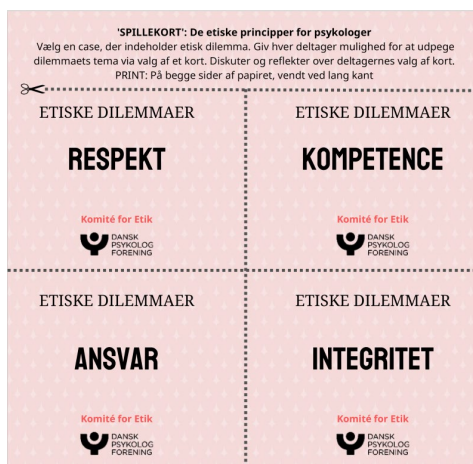 'SPILLEKORT': De etiske principper for psykologer
Vælg en case, der indeholder etisk dilemma. Giv hver deltager mulighed for at udpege
dilemmaets tema via valg af et kort. Diskuter og reflekter over deltagernes valg af kort.
PRINT: På begge sider af papiret, vendt ved lang kant
ETISKE DILEMMAER
RESPEKT
Komité for Etik
DANSK
PSYKOLOG
FORENING
ETISKE DILEMMAER
KOMPETENCE
Komité for Etik
DANSK
PSYKOLOG
FORENING
ETISKE DILEMMAER
ANSVAR
Komité for Etik
DANSK
PSYKOLOG
FORENING
ETISKE DILEMMAER
INTEGRITET
Komité for Etik
DANSK
PSYKOLOG
FORENING